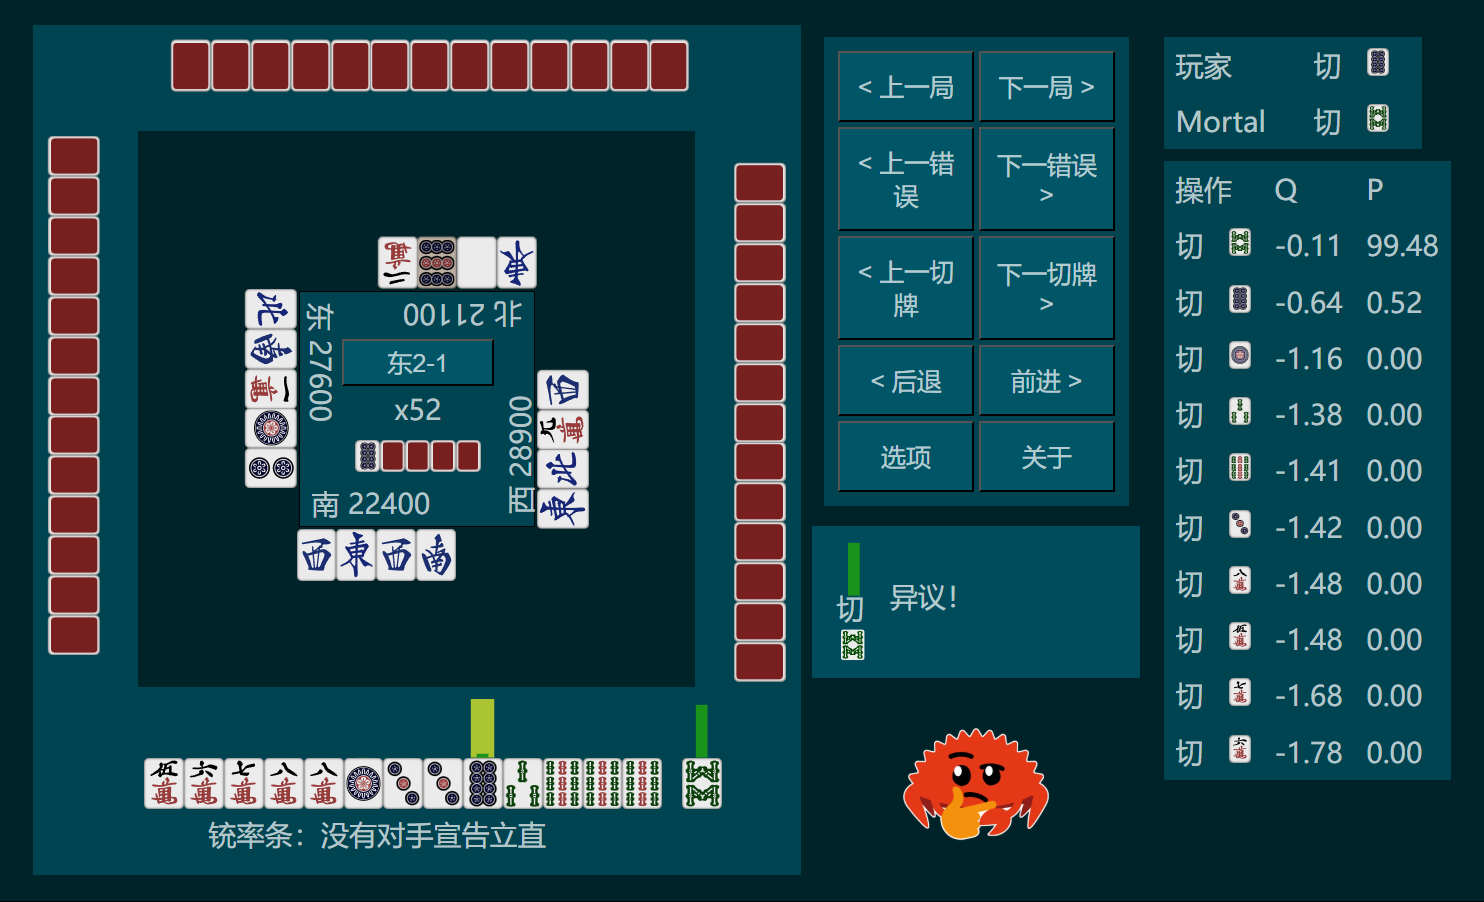 北 21100
东 27600
东2-1
x52
西 28900
南 22400
铳率条：没有对手宣告立直
< 上一局
下一局 >
< 上一错误
下一错误 >
< 上一切牌
下一切牌 >
< 后退
前进 >
选项
关于
切
异议！
玩家 切
Mortal 切
操作 Q P
切 -0.11 99.48
切 -0.64 0.52
切 -1.16 0.00
切 -1.38 0.00
切 -1.41 0.00
切 -1.42 0.00
切 -1.48 0.00
切 -1.48 0.00
切 -1.68 0.00
切 -1.78 0.00